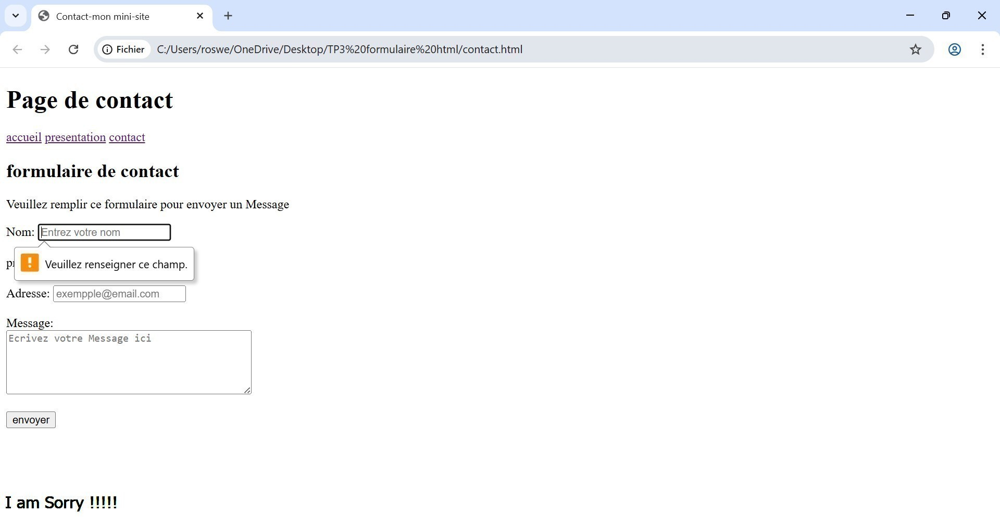 Contact-mon mini-site
Fichier C:/Users/roswe/OneDrive/Desktop/TP3%20formulaire%20html/contact.html
Page de contact
accueil presentation contact
formulaire de contact
Veuillez remplir ce formulaire pour envoyer un Message
Nom: Entrez votre nom
Veuillez renseigner ce champ.
Adresse: exempple@email.com
Message:
Ecrivez votre Message ici
envoyer
I am Sorry !!!!!